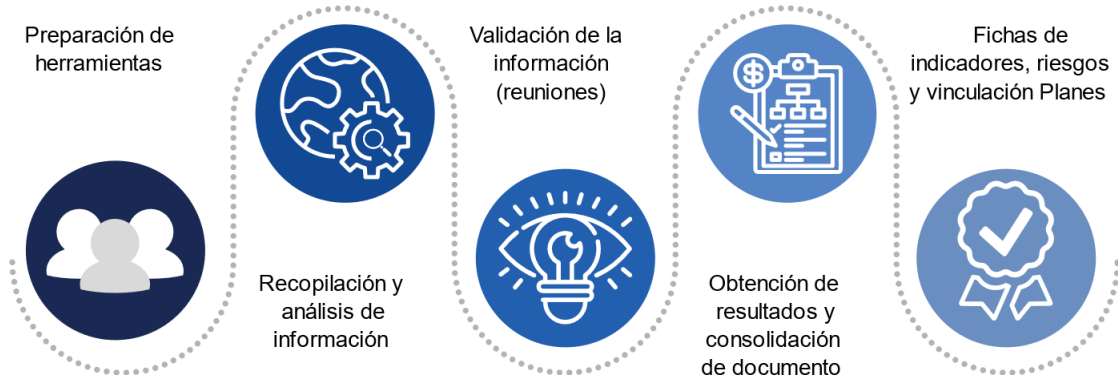 Preparación de
herramientas
Recopilación y
análisis de
información
Validación de la
información
(reuniones)
$
Obtención de
resultados y
consolidación
de documento
Fichas de
indicadores, riesgos
y vinculación Planes